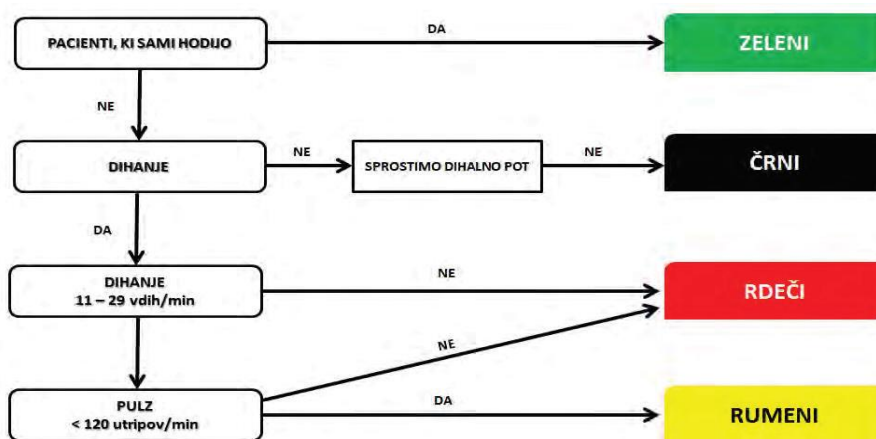 PACIENTI, KI SAMI HODIJO
DA
ZELENI
NE
DIHANJE
NE
SPROSTIMO DIHALNO POT
NE
ČRNI
DA
DIHANJE
11 – 29 vdih/min
NE
RDEČI
NE
PULZ
< 120 utripov/min
DA
RUMENI